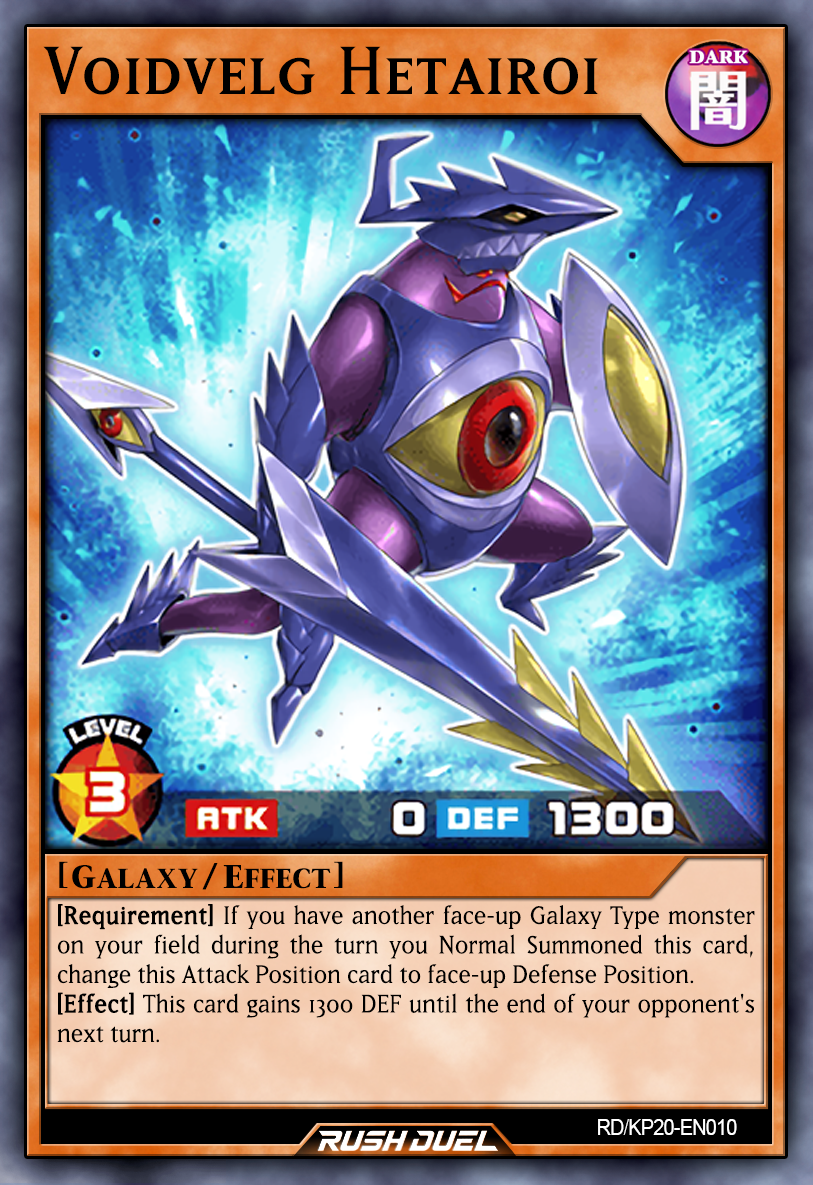 Voidvelg Hetairoi
DARK
闇
LEVEL
3
ATK 0 DEF 1300
[Galaxy/Effect]
[Requirement] If you have another face-up Galaxy Type monster
on your field during the turn you Normal Summoned this card,
change this Attack Position card to face-up Defense Position.
[Effect] This card gains 1300 DEF until the end of your opponent's
next turn.
RD/KP20-EN010
RUSH DUEL